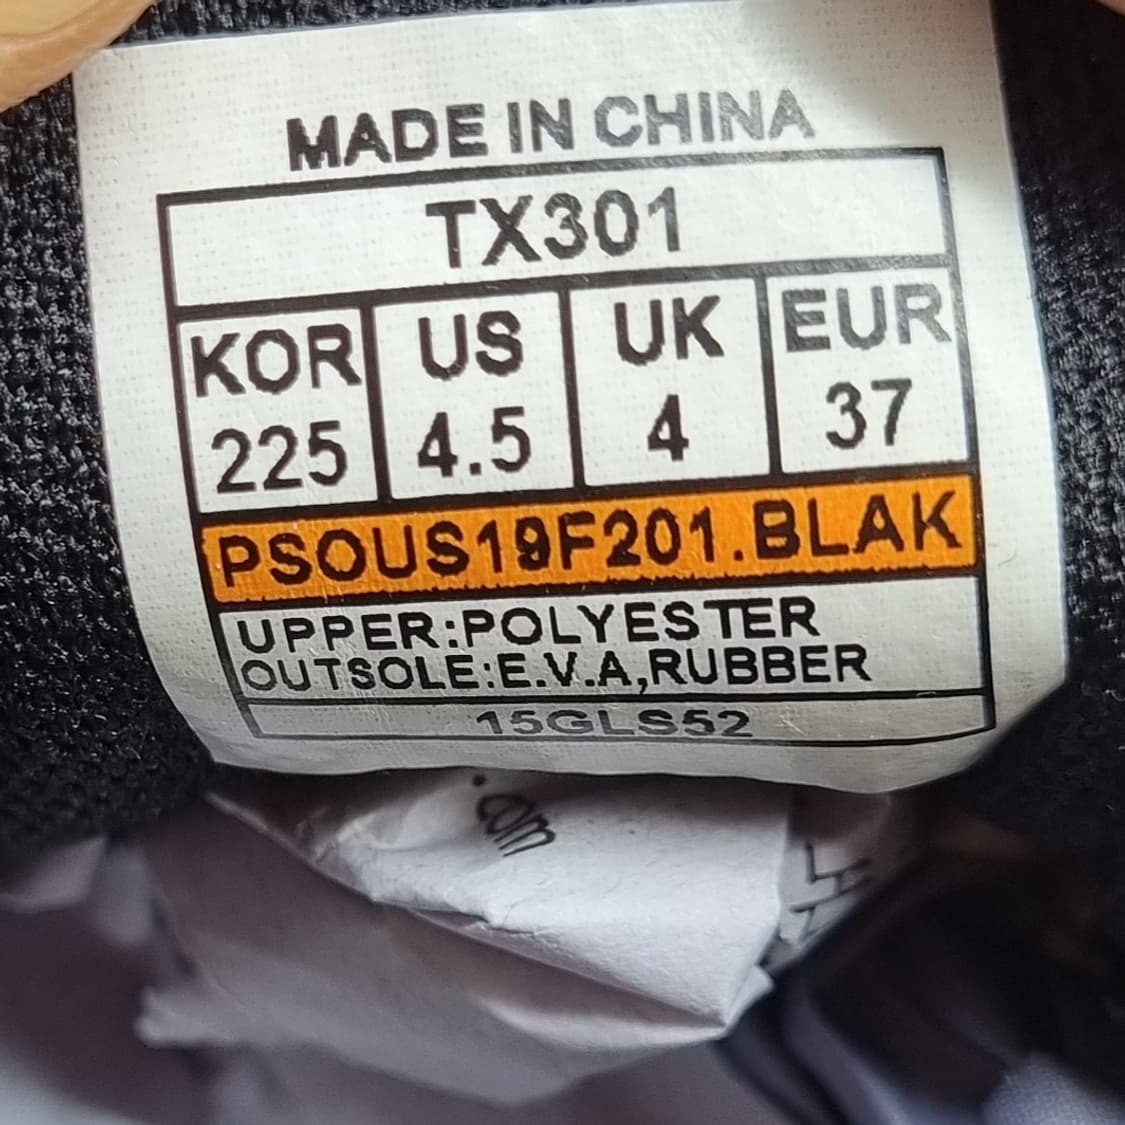 MADE IN CHINA
TX301
KOR US UK EUR
225 4.5 4 37
PSOUS19F201.BLAK
UPPER:POLYESTER
OUTSOLE:E.V.A,RUBBER
15GLS52
.com